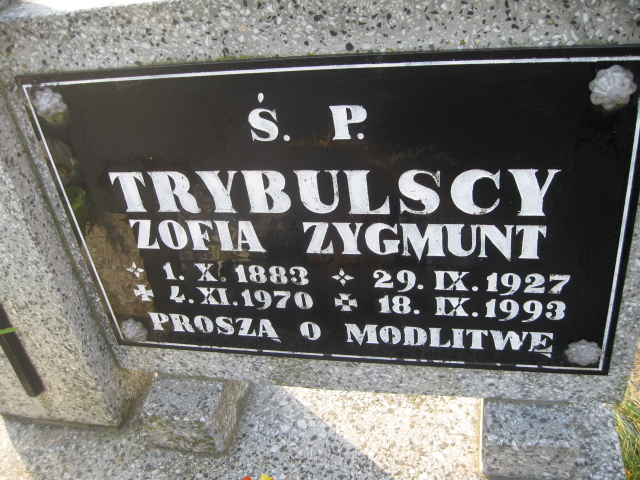 Ś. P.
TRYBULSCY
ZOFIA ZYGMUNT
1. X. 1883 29. IX. 1927
4. XI. 1970 18. IX. 1993
PROSZĄ O MODLITWĘ